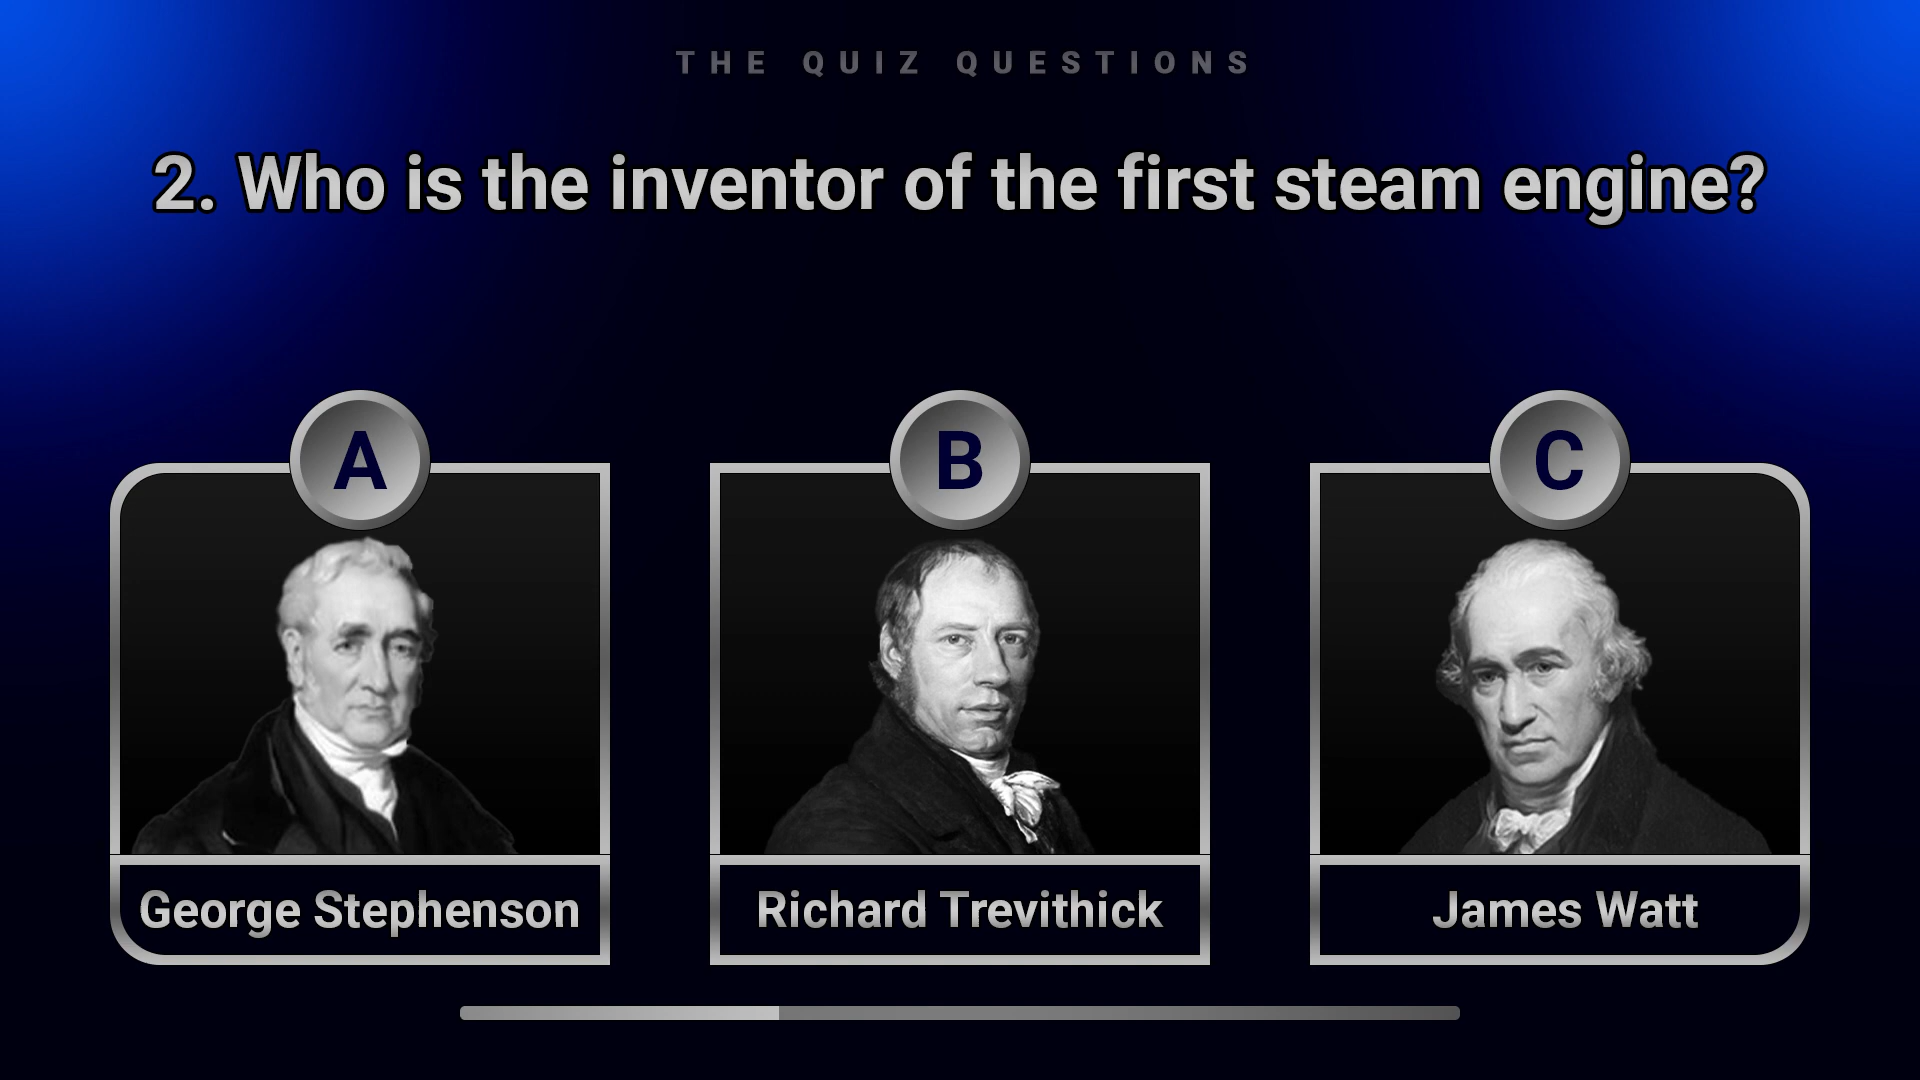 THE QUIZ QUESTIONS
2. Who is the inventor of the first steam engine?
A
B
C
George Stephenson
Richard Trevithick
James Watt